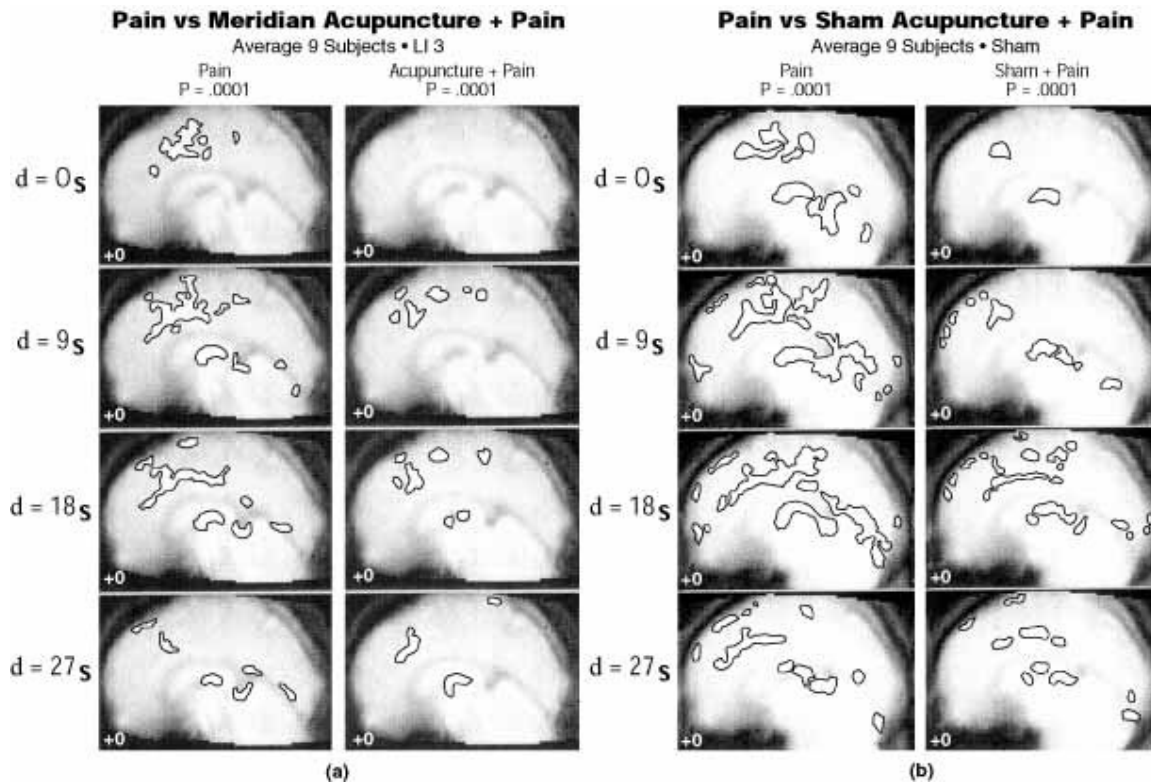 Pain vs Meridian Acupuncture + Pain
Average 9 Subjects • LI 3
Pain
P = .0001
Acupuncture + Pain
P = .0001
d = 0s
+0
d = 9s
+0
+0
d = 18s
+0
+0
d = 27s
+0
+0
(a)
Pain vs Sham Acupuncture + Pain
Average 9 Subjects • Sham
Pain
P = .0001
Sham + Pain
P = .0001
d = 0s
+0
+0
d = 9s
+0
+0
d = 18s
+0
+0
d = 27s
+0
+0
(b)